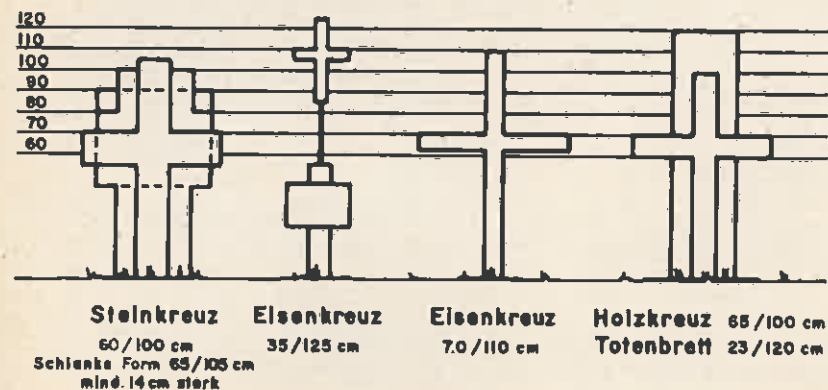 120
110
100
90
80
70
60
Steinkreuz
60/100 cm
Schlanke Form 65/105 cm
mind. 14 cm stark
Eisenkreuz
35/125 cm
Eisenkreuz
7.0/110 cm
Holzkreuz 65/100 cm
Totenbrett 23/120 cm